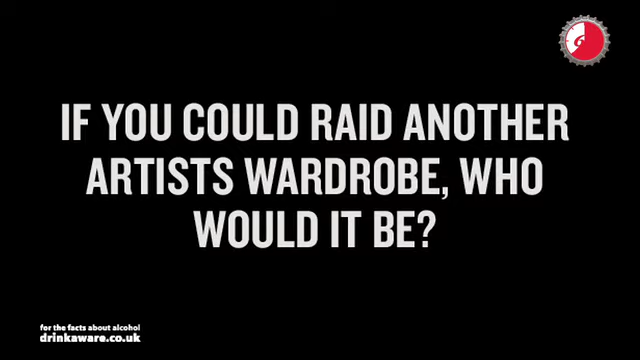 IF YOU COULD RAID ANOTHER
ARTISTS WARDROBE, WHO
WOULD IT BE?
for the facts about alcohol
drinkaware.co.uk